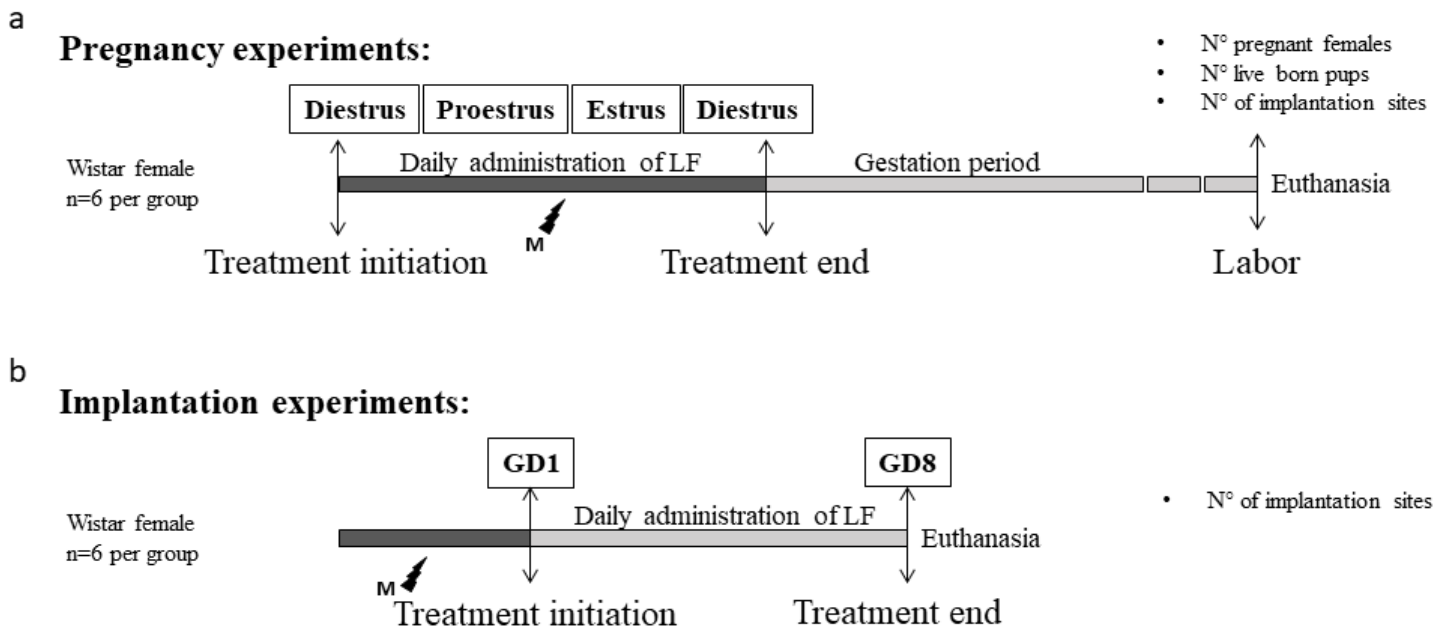 a
Pregnancy experiments:
• N° pregnant females
• N° live born pups
• N° of implantation sites
Diestrus Proestrus Estrus Diestrus
Wistar female
n=6 per group
Daily administration of LF
Gestation period
Euthanasia
M
Treatment initiation
Treatment end
Labor
b
Implantation experiments:
GD1
GD8
• N° of implantation sites
Wistar female
n=6 per group
Daily administration of LF
Euthanasia
M
Treatment initiation
Treatment end